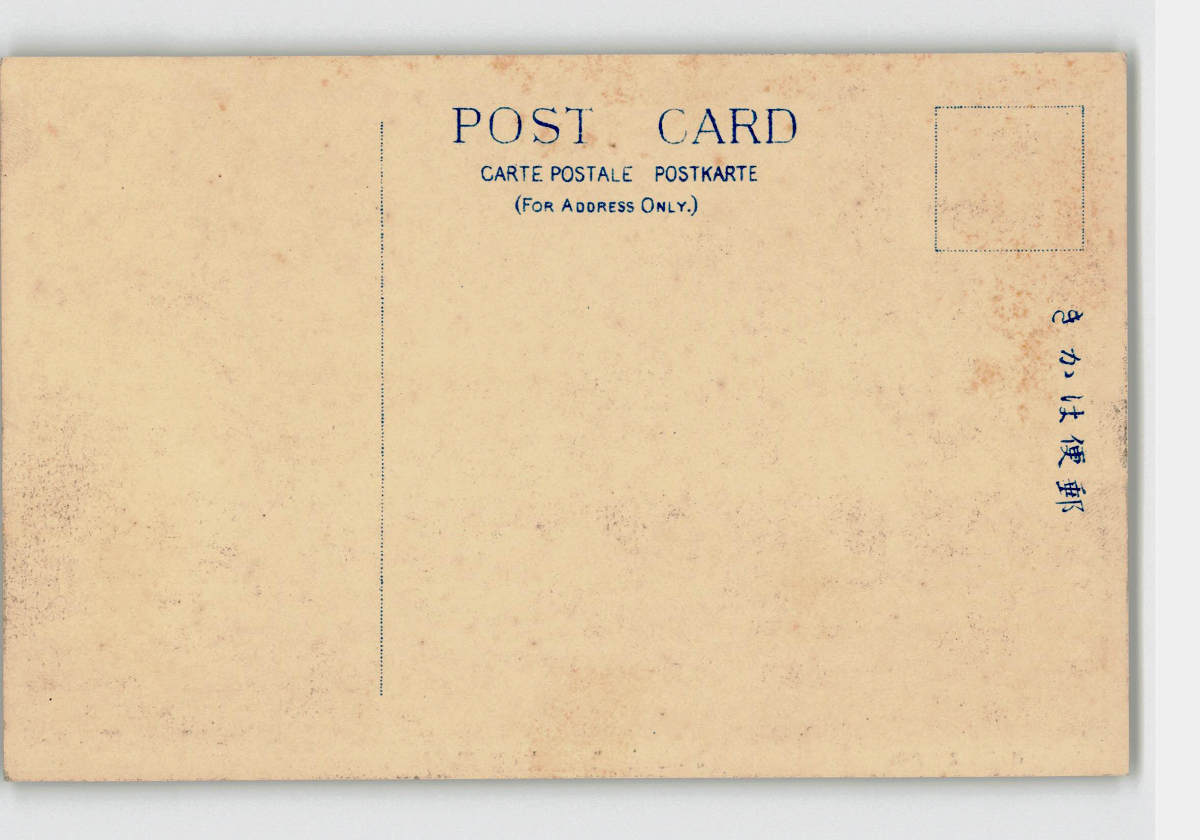 POST CARD
CARTE POSTALE POSTKARTE
(FOR ADDRESS ONLY.)
きかは便郵